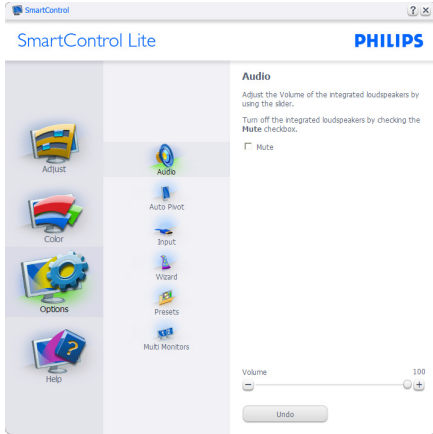 SmartControl
SmartControl Lite
PHILIPS
Adjust
Color
Options
Help
Audio
Auto Pivot
Input
Wizard
Presets
Multi Monitors
Audio
Adjust the Volume of the integrated loudspeakers by
using the slider.
Turn off the integrated loudspeakers by checking the
Mute checkbox.
Mute
Volume 100
Undo